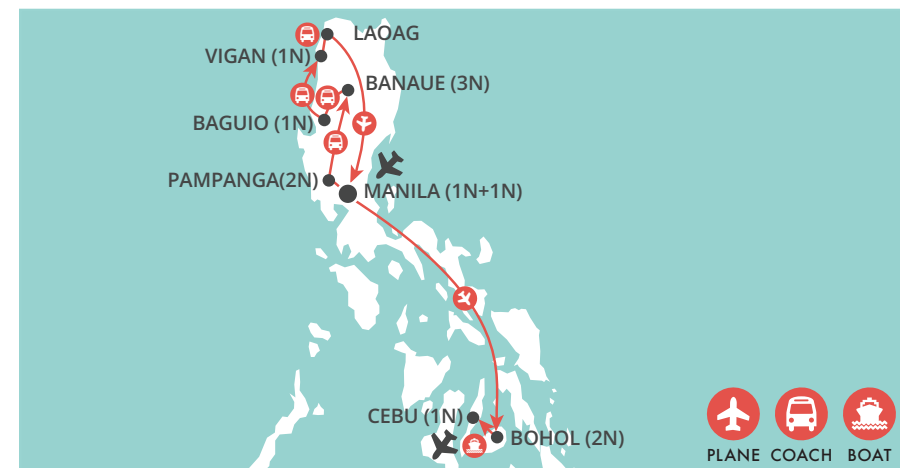 LAOAG
VIGAN (1N)
BANAUE (3N)
BAGUIO (1N)
PAMPANGA(2N)
MANILA (1N+1N)
CEBU (1N)
BOHOL (2N)
PLANE COACH BOAT